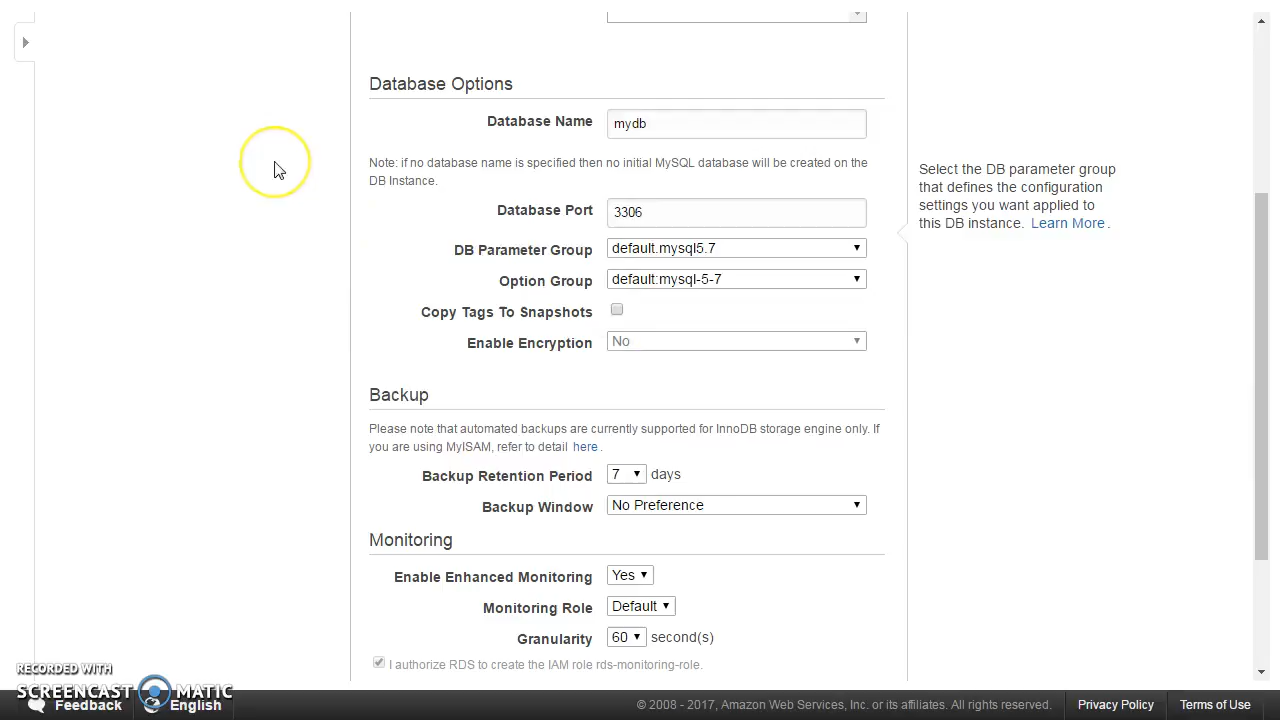 Database Options
Database Name
mydb
Note: if no database name is specified then no initial MySQL database will be created on the
DB Instance.
Database Port
3306
DB Parameter Group
default.mysql5.7
Option Group
default:mysql-5-7
Copy Tags To Snapshots
Enable Encryption
No
Select the DB parameter group
that defines the configuration
settings you want applied to
this DB instance. Learn More .
Backup
Please note that automated backups are currently supported for InnoDB storage engine only. If
you are using MyISAM, refer to detail here .
Backup Retention Period
7 days
Backup Window
No Preference
Monitoring
Enable Enhanced Monitoring
Yes
Monitoring Role
Default
Granularity
60 second(s)
I authorize RDS to create the IAM role rds-monitoring-role.
RECORDED WITH
SCREENCAST MATIC
Feedback
English
© 2008 - 2017, Amazon Web Services, Inc. or its affiliates. All rights reserved.
Privacy Policy
Terms of Use